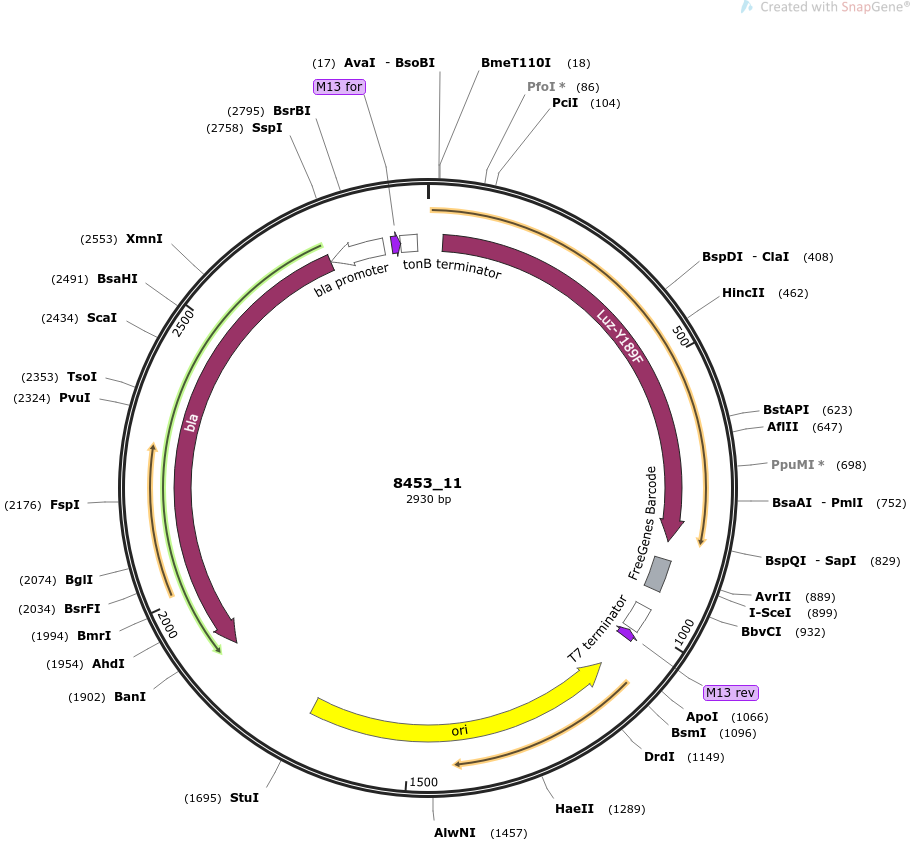 Created with SnapGene®
(17) AvaI - BsoBI
BmeT110I (18)
M13 for
PfoI * (86)
PciI (104)
(2795) BsrBI
(2758) SspI
(2553) XmnI
(2491) BsaHI
(2434) ScaI
(2353) TsoI
(2324) PvuI
(2176) FspI
(2074) BglI
(2034) BsrFI
(1994) BmrI
(1954) AhdI
(1902) BanI
(1695) StuI
BspDI - ClaI (408)
HincII (462)
BstAPI (623)
AflII (647)
PpuMI * (698)
BsaAI - PmlI (752)
BspQI - SapI (829)
AvrII (889)
I-SceI (899)
BbvCI (932)
M13 rev
ApoI (1066)
BsmI (1096)
DrdI (1149)
HaeII (1289)
AlwNI (1457)
500
1000
1500
2000
2500
bla promoter
tonB terminator
Luz-Y189F
bla
FreeGenes Barcode
T7 terminator
ori
8453_11
2930 bp